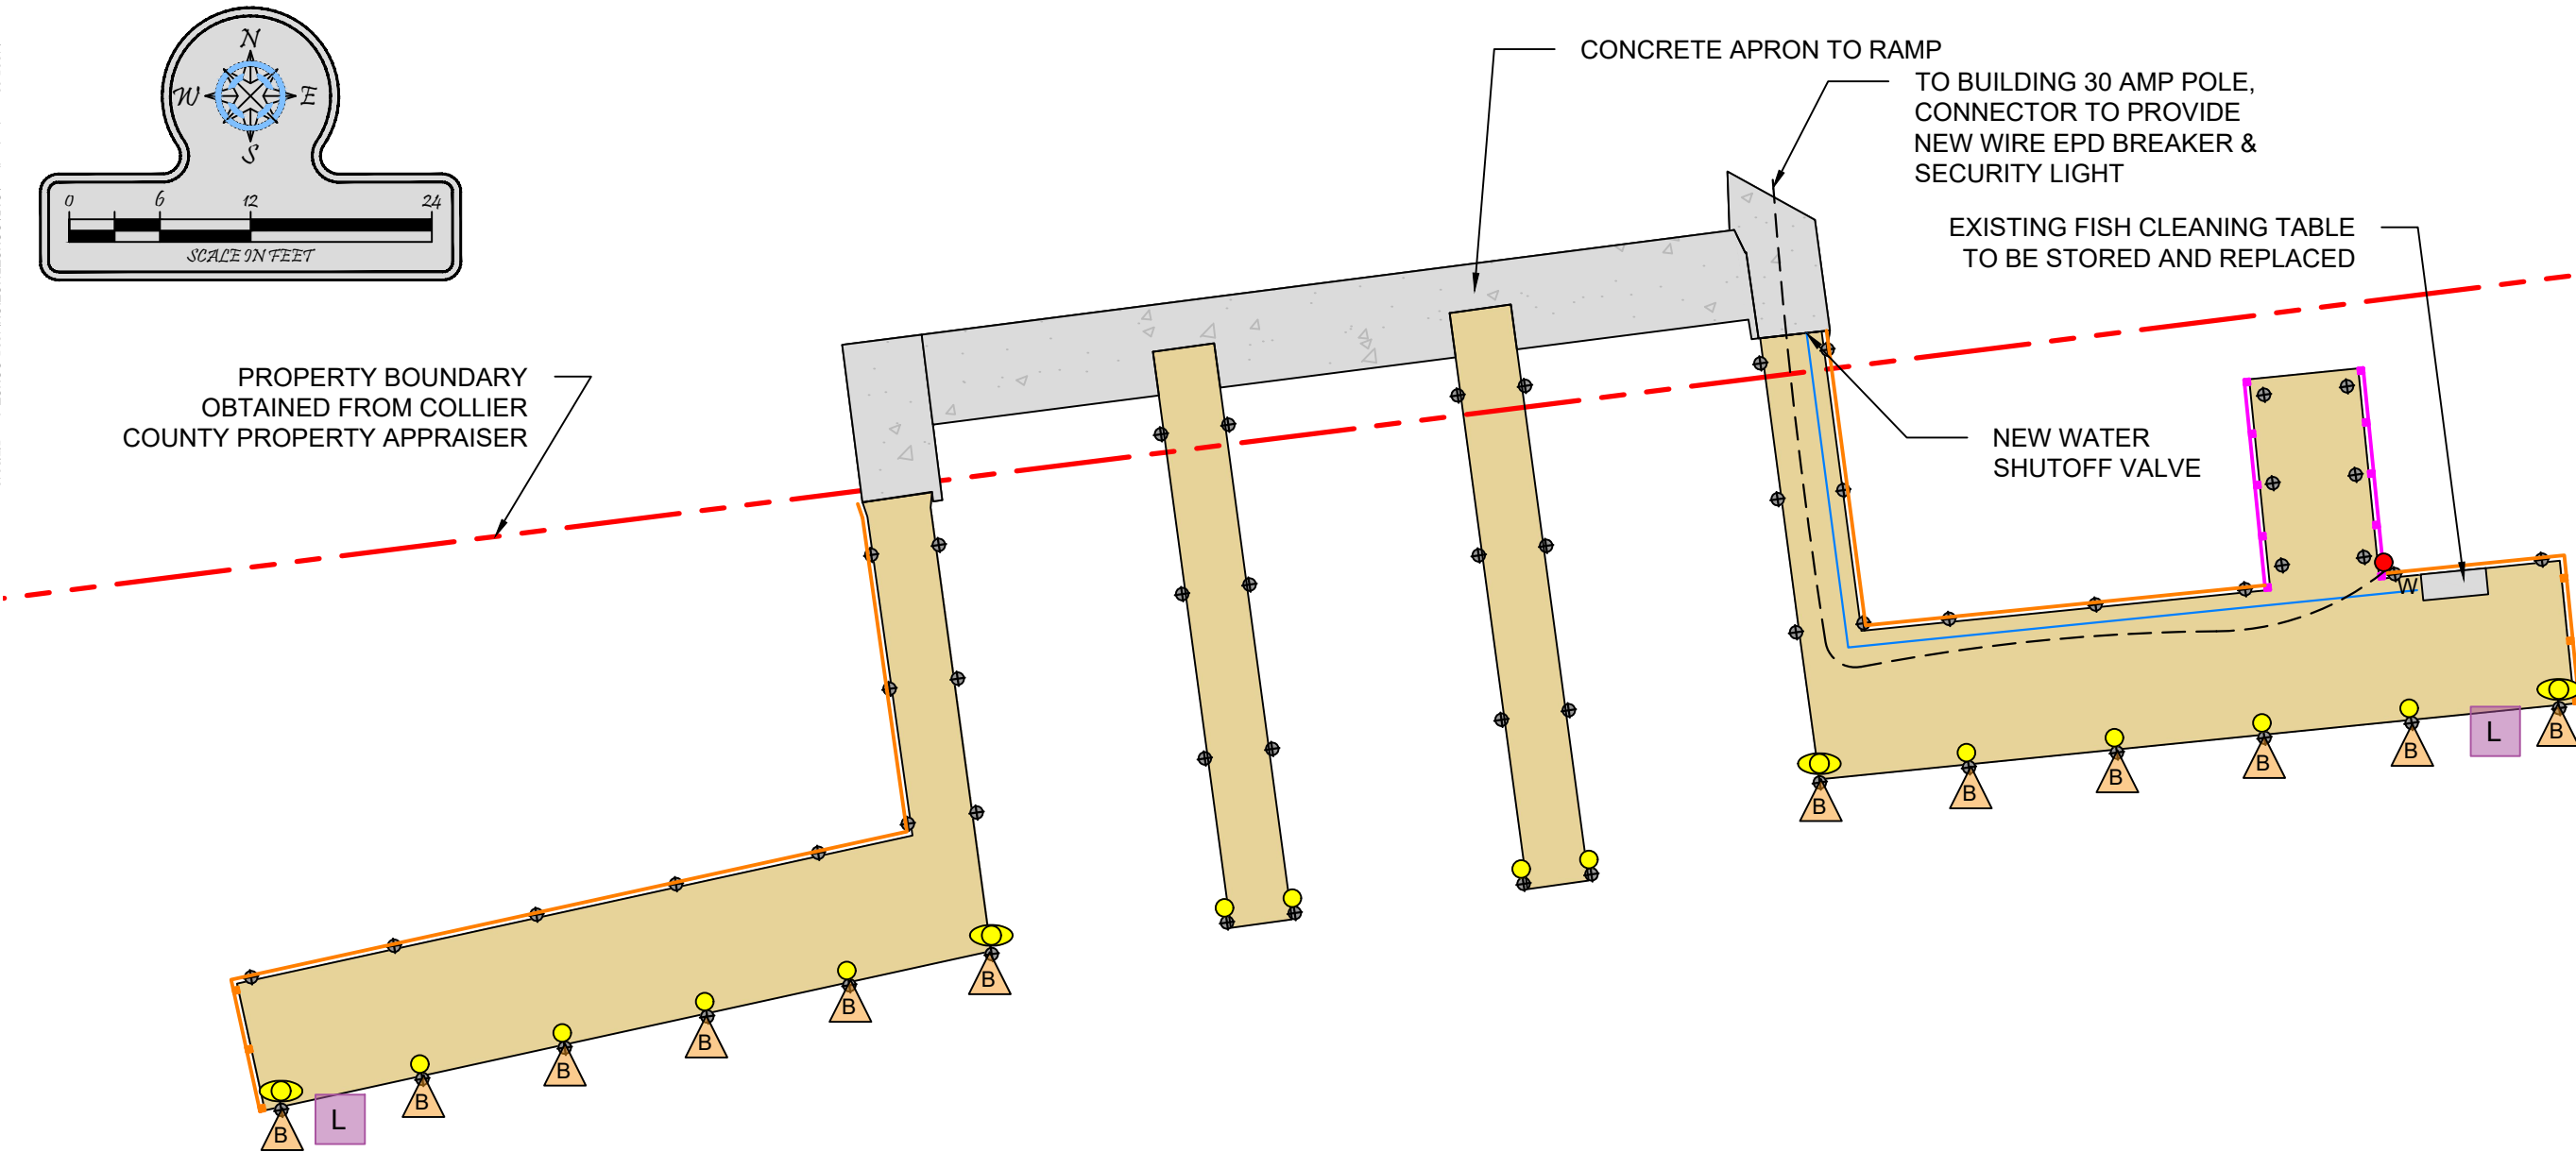 N
W E
S
0 6 12 24
SCALE IN FEET
CONCRETE APRON TO RAMP
TO BUILDING 30 AMP POLE,
CONNECTOR TO PROVIDE
NEW WIRE EPD BREAKER &
SECURITY LIGHT
EXISTING FISH CLEANING TABLE
TO BE STORED AND REPLACED
PROPERTY BOUNDARY
OBTAINED FROM COLLIER
COUNTY PROPERTY APPRAISER
NEW WATER
SHUTOFF VALVE
W
L
B
B
B
B
B
B
B
B
B
B
B
B
L